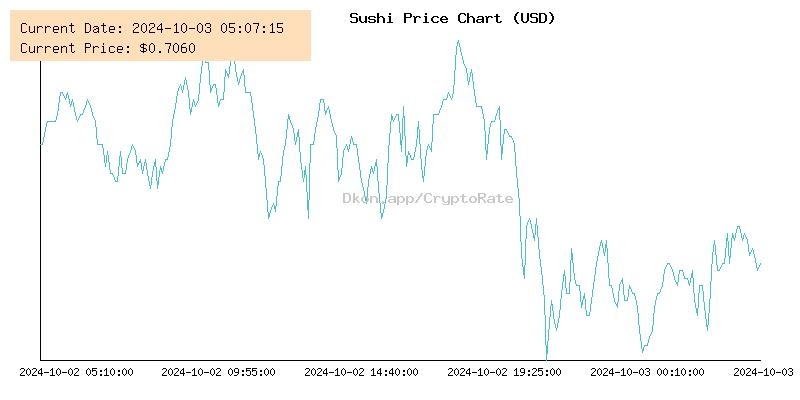 Sushi Price Chart (USD)
Current Date: 2024-10-03 05:07:15
Current Price: $0.7060
Dkon.app/CryptoRate
2024-10-02 05:10:00 2024-10-02 09:55:00 2024-10-02 14:40:00 2024-10-02 19:25:00 2024-10-03 00:10:00 2024-10-03